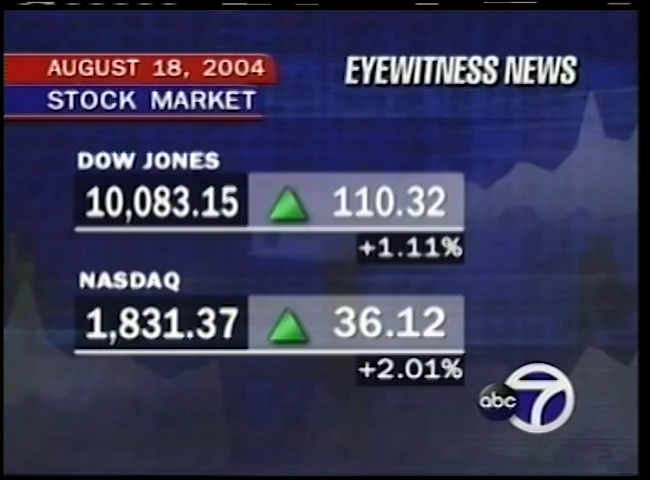 AUGUST 18, 2004
EYEWITNESS NEWS
STOCK MARKET
DOW JONES
10,083.15 110.32
+1.11%
NASDAQ
1,831.37 36.12
+2.01%
abc 7